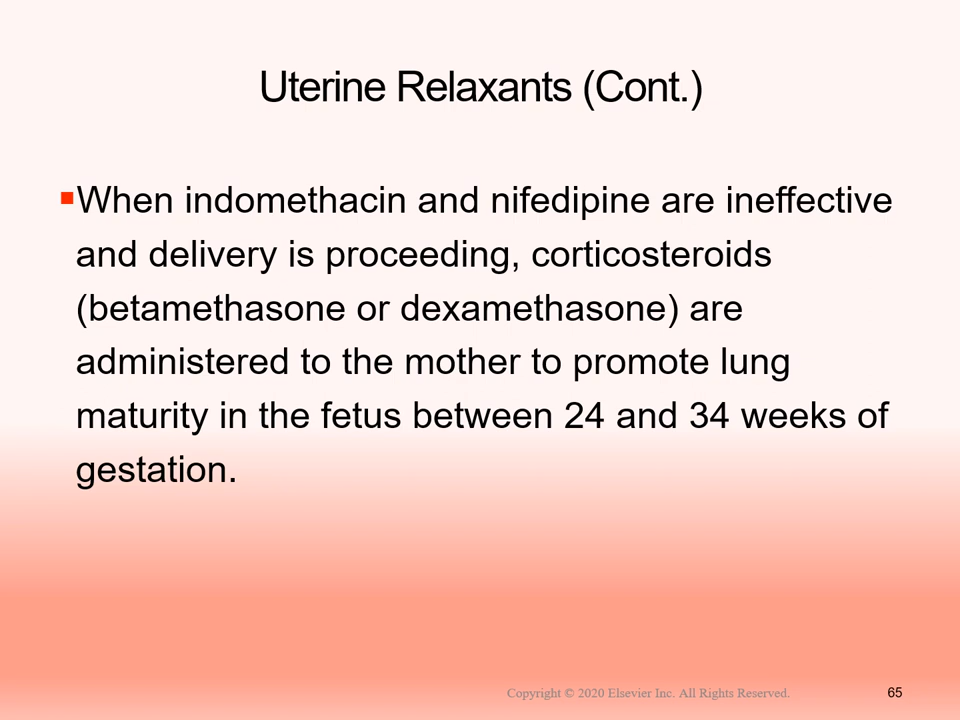 Uterine Relaxants (Cont.)
▪When indomethacin and nifedipine are ineffective
and delivery is proceeding, corticosteroids
(betamethasone or dexamethasone) are
administered to the mother to promote lung
maturity in the fetus between 24 and 34 weeks of
gestation.
Copyright © 2020 Elsevier Inc. All Rights Reserved.
65